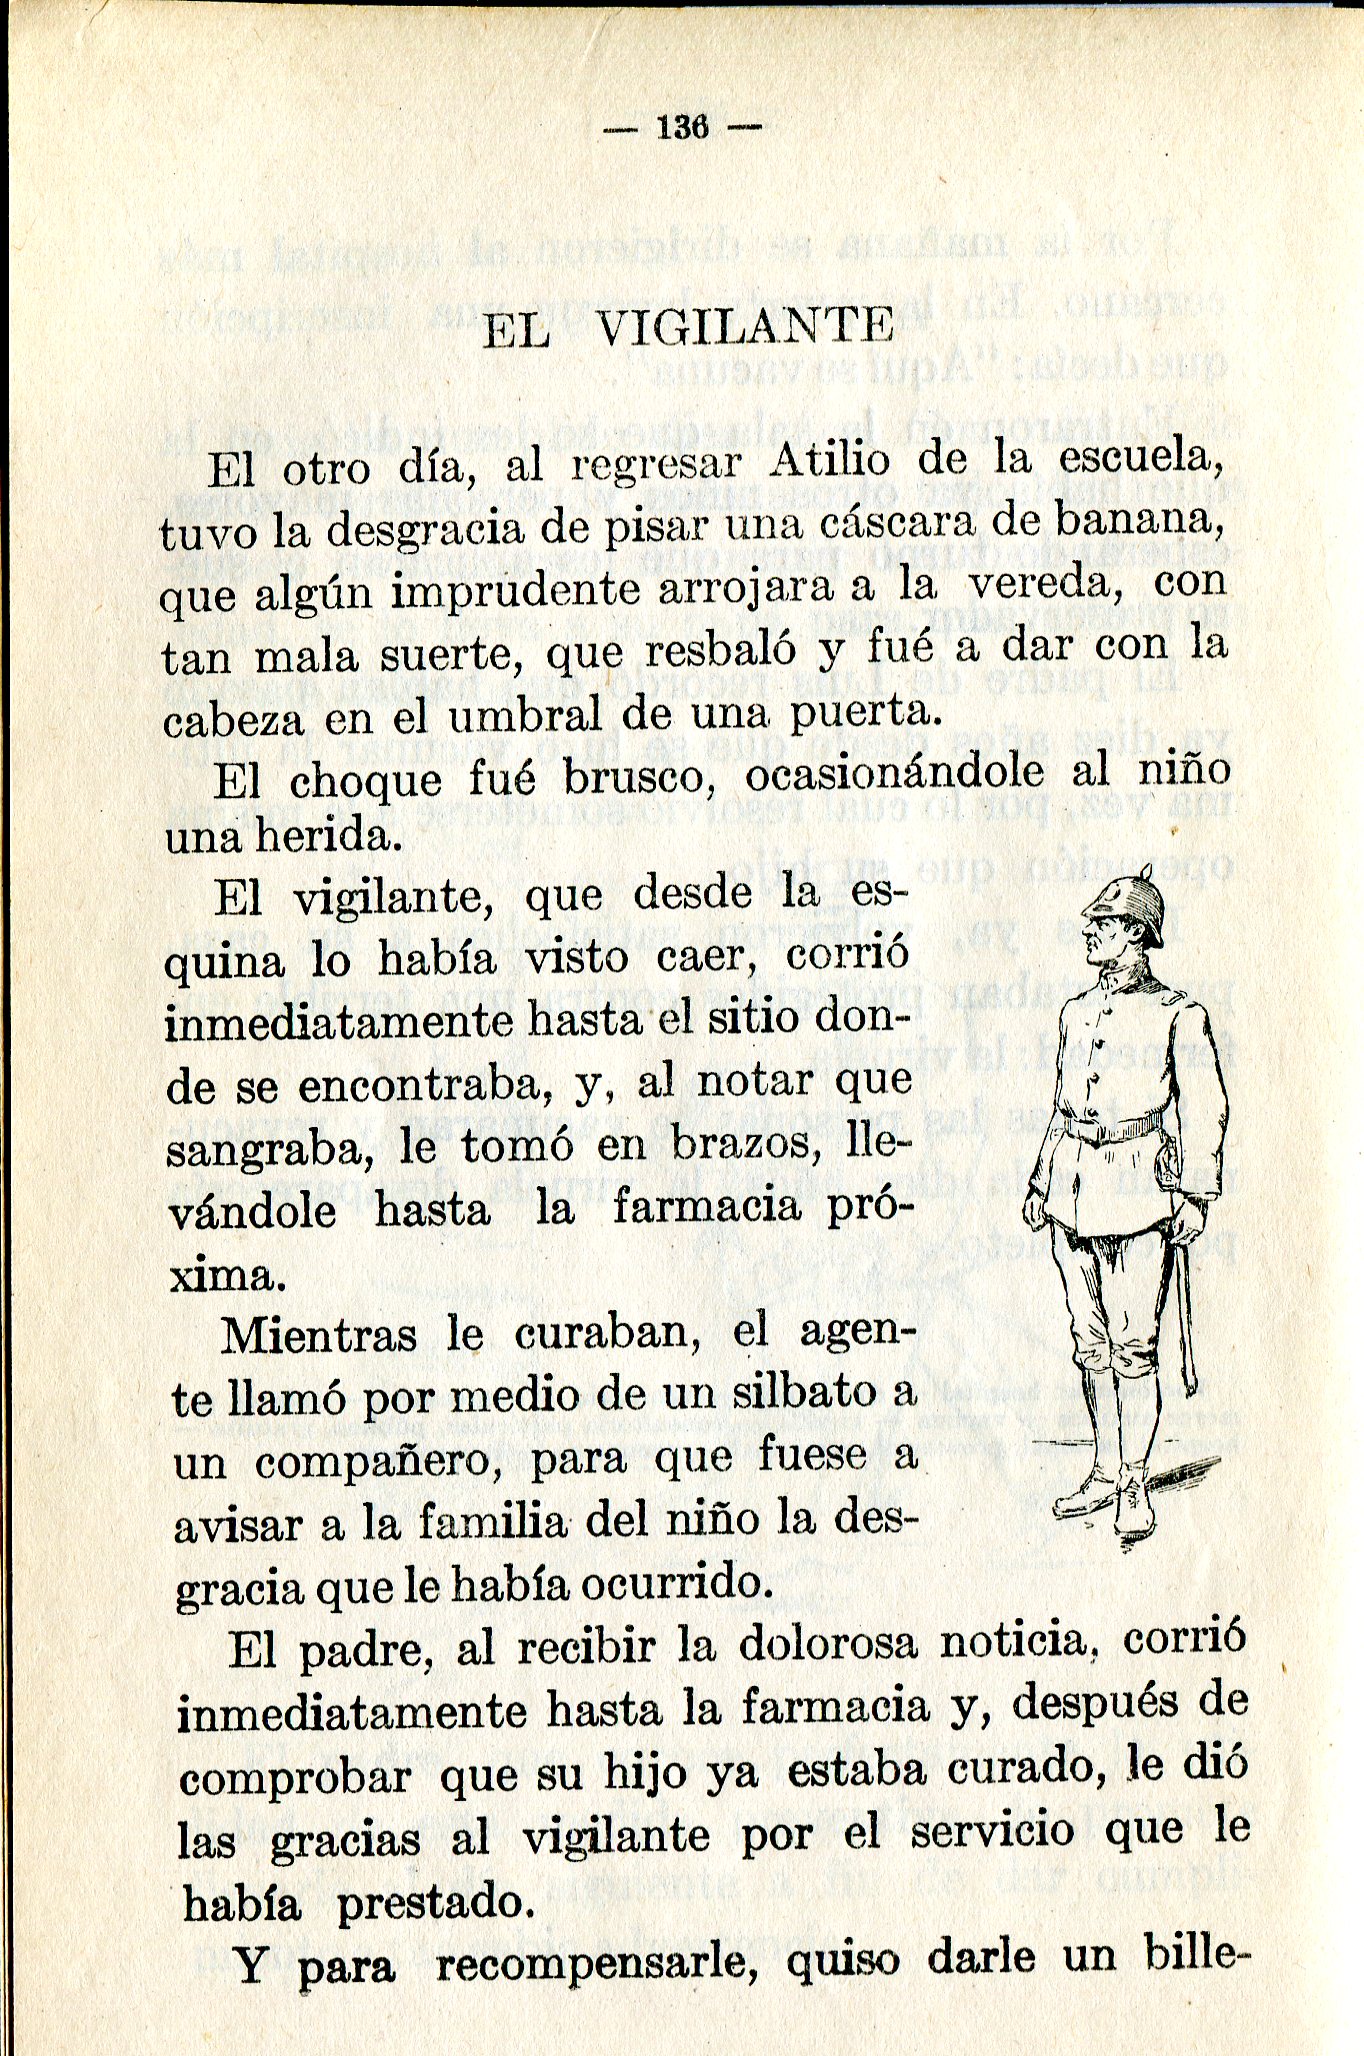 — 136 —
EL VIGILANTE
El otro día, al regresar Atilio de la escuela,
tuvo la desgracia de pisar una cáscara de banana,
que algún imprudente arrojara a la vereda, con
tan mala suerte, que resbaló y fué a dar con la
cabeza en el umbral de una puerta.
El choque fué brusco, ocasionándole al niño
una herida.
El vigilante, que desde la es-
quina lo había visto caer, corrió
inmediatamente hasta el sitio don-
de se encontraba, y, al notar que
sangraba, le tomó en brazos, lle-
vándole hasta la farmacia pró-
xima.
Mientras le curaban, el agen-
te llamó por medio de un silbato a
un compañero, para que fuese a
avisar a la familia del niño la des-
gracia que le había ocurrido.
El padre, al recibir la dolorosa noticia, corrió
inmediatamente hasta la farmacia y, después de
comprobar que su hijo ya estaba curado, le dió
las gracias al vigilante por el servicio que le
había prestado.
Y para recompensarle, quiso darle un bille-